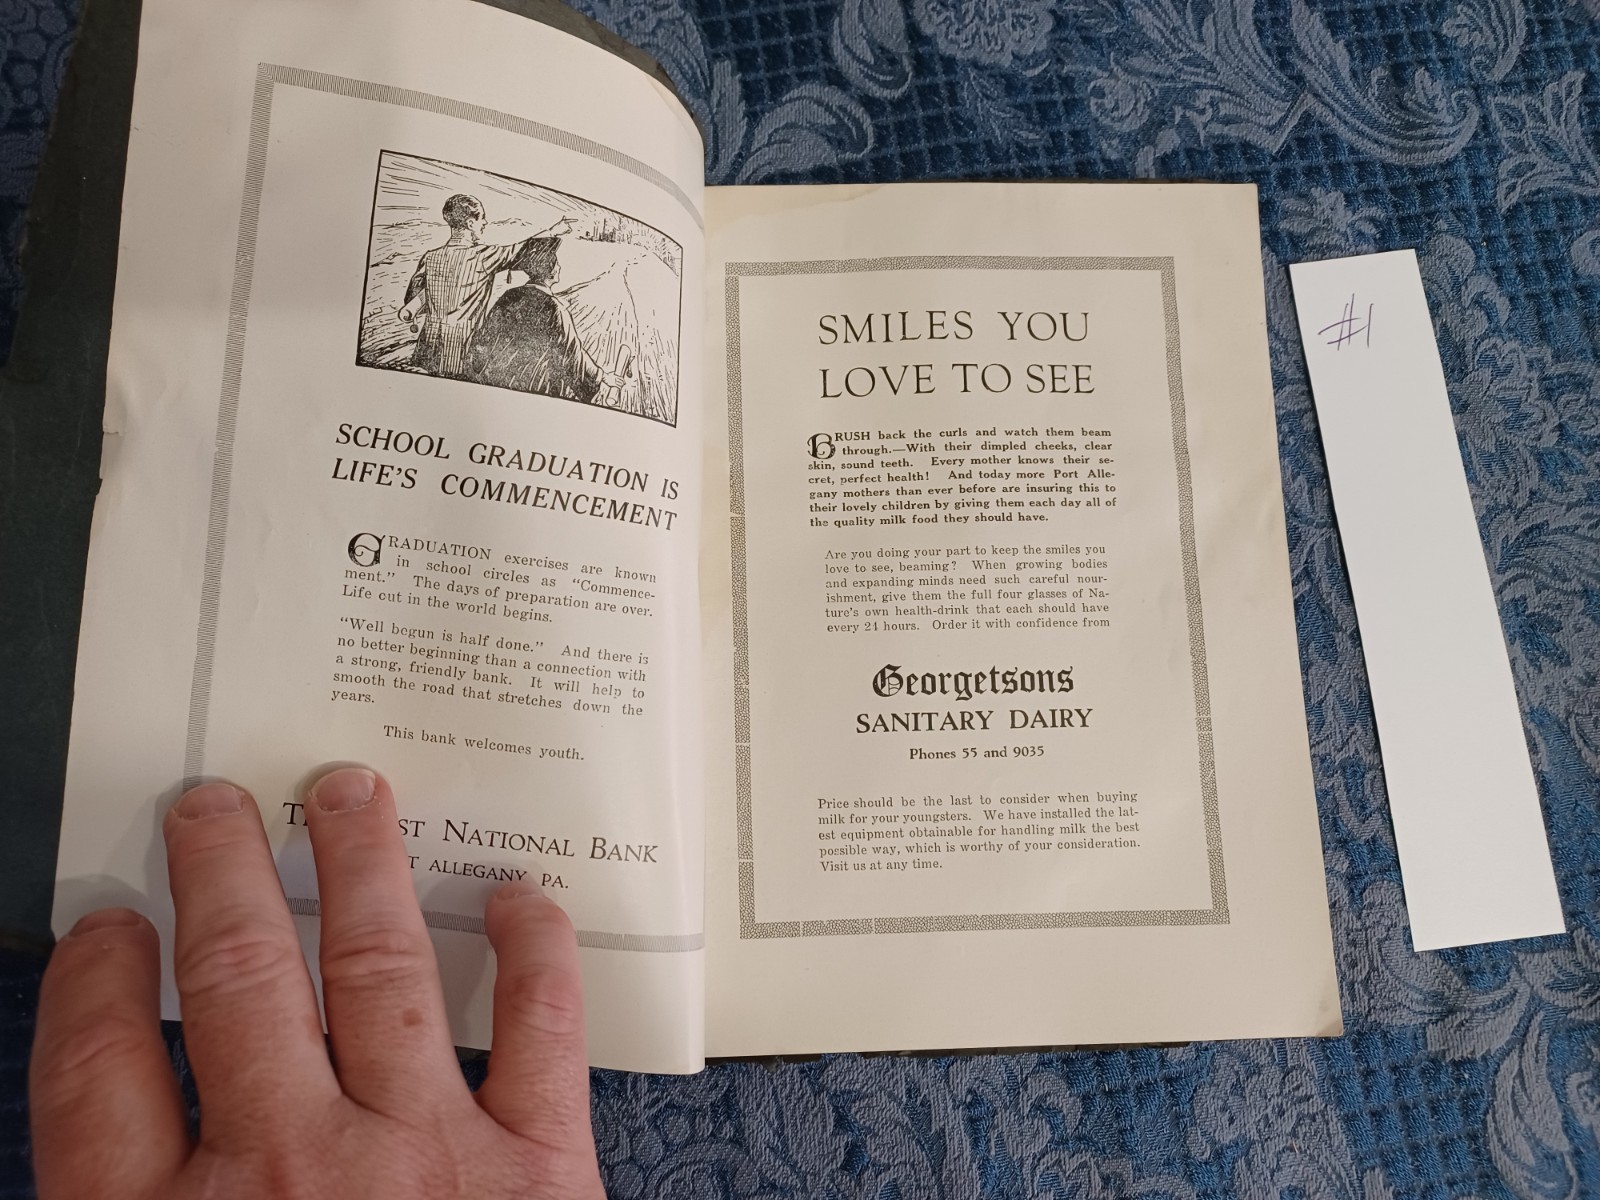 SCHOOL GRADUATION IS
LIFE'S COMMENCEMENT
GRADUATION exercises are known
in school circles as "Commence-
ment." The days of preparation are over.
Life out in the world begins.
"Well begun is half done." And there is
no better beginning than a connection with
a strong, friendly bank. It will help to
smooth the road that stretches down the
years.
This bank welcomes youth.
NATIONAL BANK
ALLEGANY, PA.
SMILES YOU
LOVE TO SEE
BRUSH back the curls and watch them beam
through.—With their dimpled cheeks, clear
skin, sound teeth. Every mother knows their se-
cret, perfect health! And today more Port Alle-
gany mothers than ever before are insuring this to
their lovely children by giving them each day all of
the quality milk food they should have.
Are you doing your part to keep the smiles you
love to see, beaming? When growing bodies
and expanding minds need such careful nour-
ishment, give them the full four glasses of Na-
ture's own health-drink that each should have
every 24 hours. Order it with confidence from
Georgetsons
SANITARY DAIRY
Phones 55 and 9035
Price should be the last to consider when buying
milk for your youngsters. We have installed the lat-
est equipment obtainable for handling milk the best
possible way, which is worthy of your consideration.
Visit us at any time.
#1